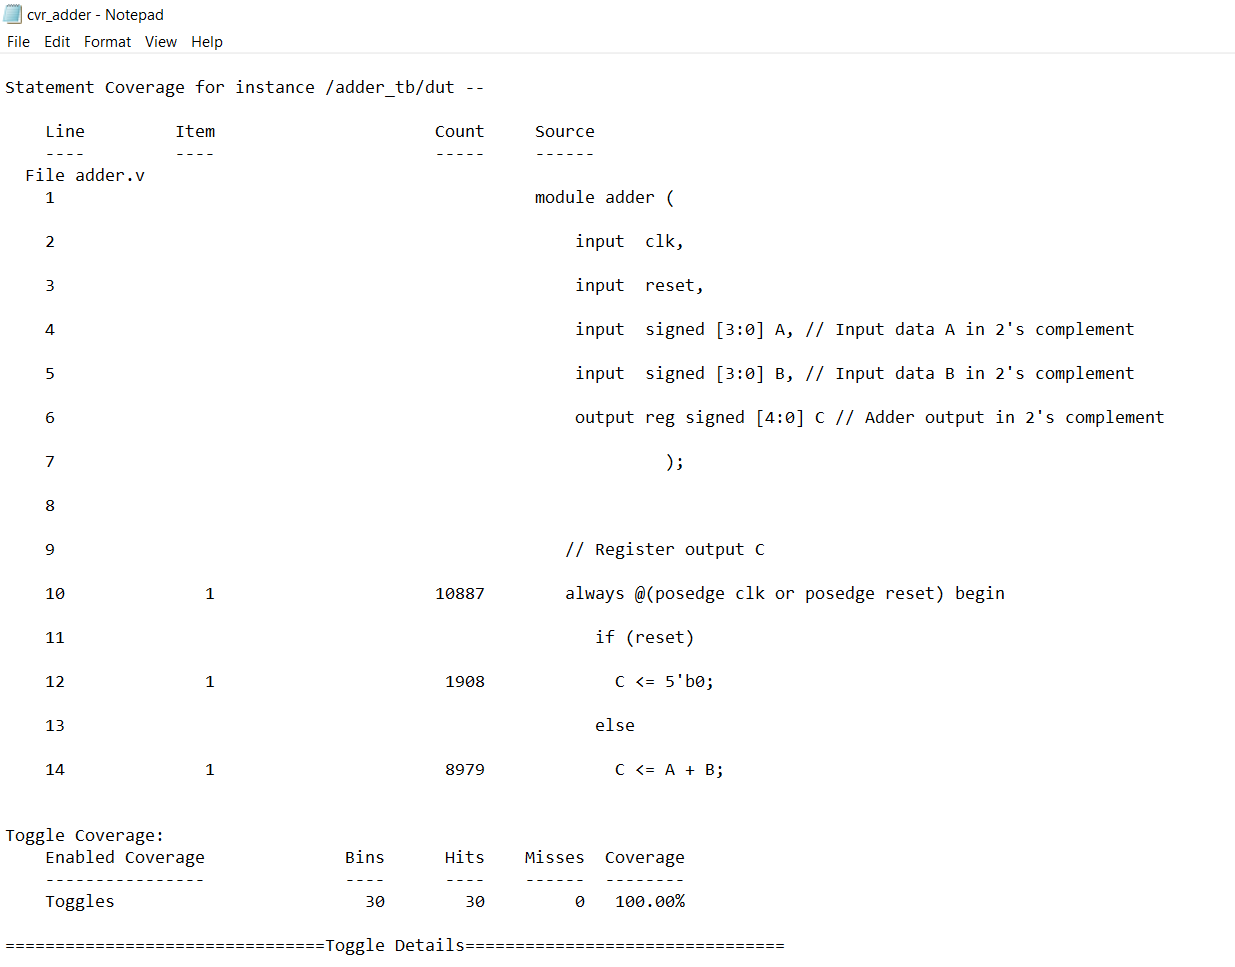 cvr_adder - Notepad
File Edit Format View Help
Statement Coverage for instance /adder_tb/dut --
Line Item Count Source
---- ---- ----- ------
File adder.v
1 module adder (
2 input clk,
3 input reset,
4 input signed [3:0] A, // Input data A in 2's complement
5 input signed [3:0] B, // Input data B in 2's complement
6 output reg signed [4:0] C // Adder output in 2's complement
7 );
8
9 // Register output C
10 1 10887 always @(posedge clk or posedge reset) begin
11 if (reset)
12 1 1908 C <= 5'b0;
13 else
14 1 8979 C <= A + B;
Toggle Coverage:
Enabled Coverage Bins Hits Misses Coverage
---------------- ---- ---- ------ --------
Toggles 30 30 0 100.00%
================================Toggle Details================================